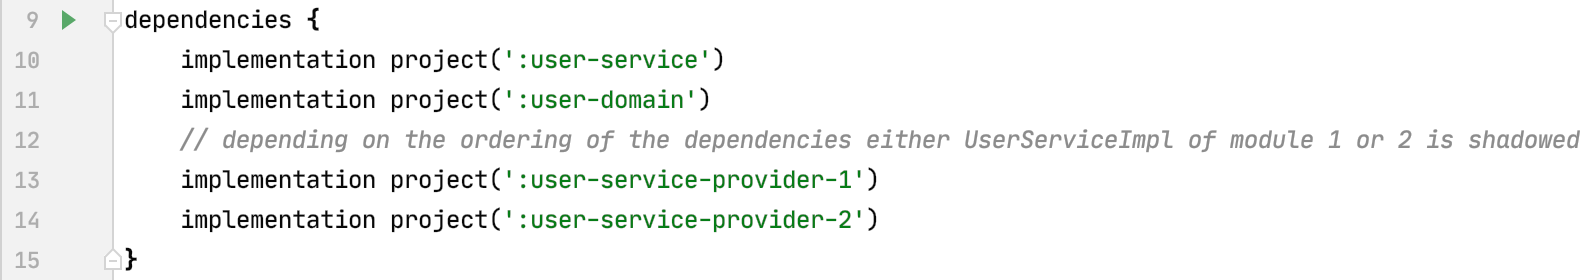 9 dependencies {
10 implementation project(':user-service')
11 implementation project(':user-domain')
12 // depending on the ordering of the dependencies either UserServiceImpl of module 1 or 2 is shadowed
13 implementation project(':user-service-provider-1')
14 implementation project(':user-service-provider-2')
15 }